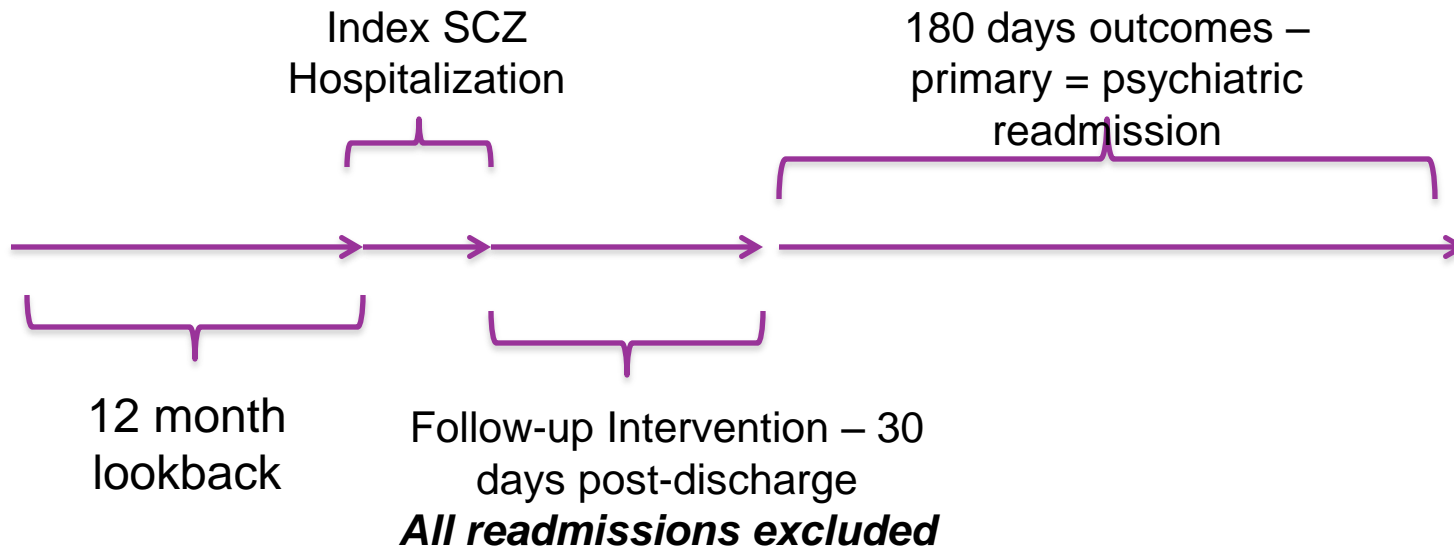 Index SCZ
Hospitalization
180 days outcomes –
primary = psychiatric
readmission
12 month
lookback
Follow-up Intervention – 30
days post-discharge
All readmissions excluded